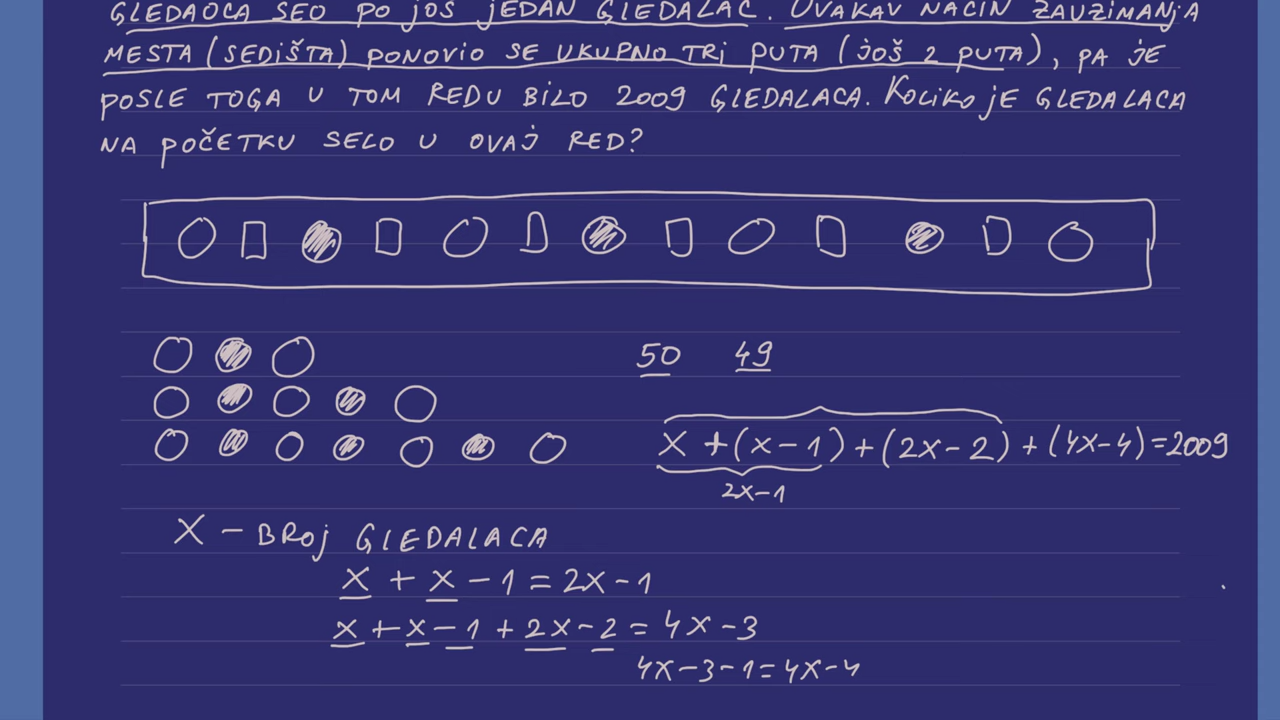 GLEDAOCA SEO PO JOŠ JEDAN GLEDALAC. OVAKAV NAČIN ZAUZIMANJA
MESTA (SEDIŠTA) PONOVIO SE UKUPNO TRI PUTA (JOŠ 2 PUTA), PA JE
POSLE TOGA U TOM REDU BILO 2009 GLEDALACA. KOLIKO JE GLEDALACA
NA POČETKU SELO U OVAJ RED?
50 49
x + (x - 1) + (2x - 2) + (4x - 4) = 2009
2x - 1
X - BROJ GLEDALACA
x + x - 1 = 2x - 1
x + x - 1 + 2x - 2 = 4x - 3
4x - 3 - 1 = 4x - 4